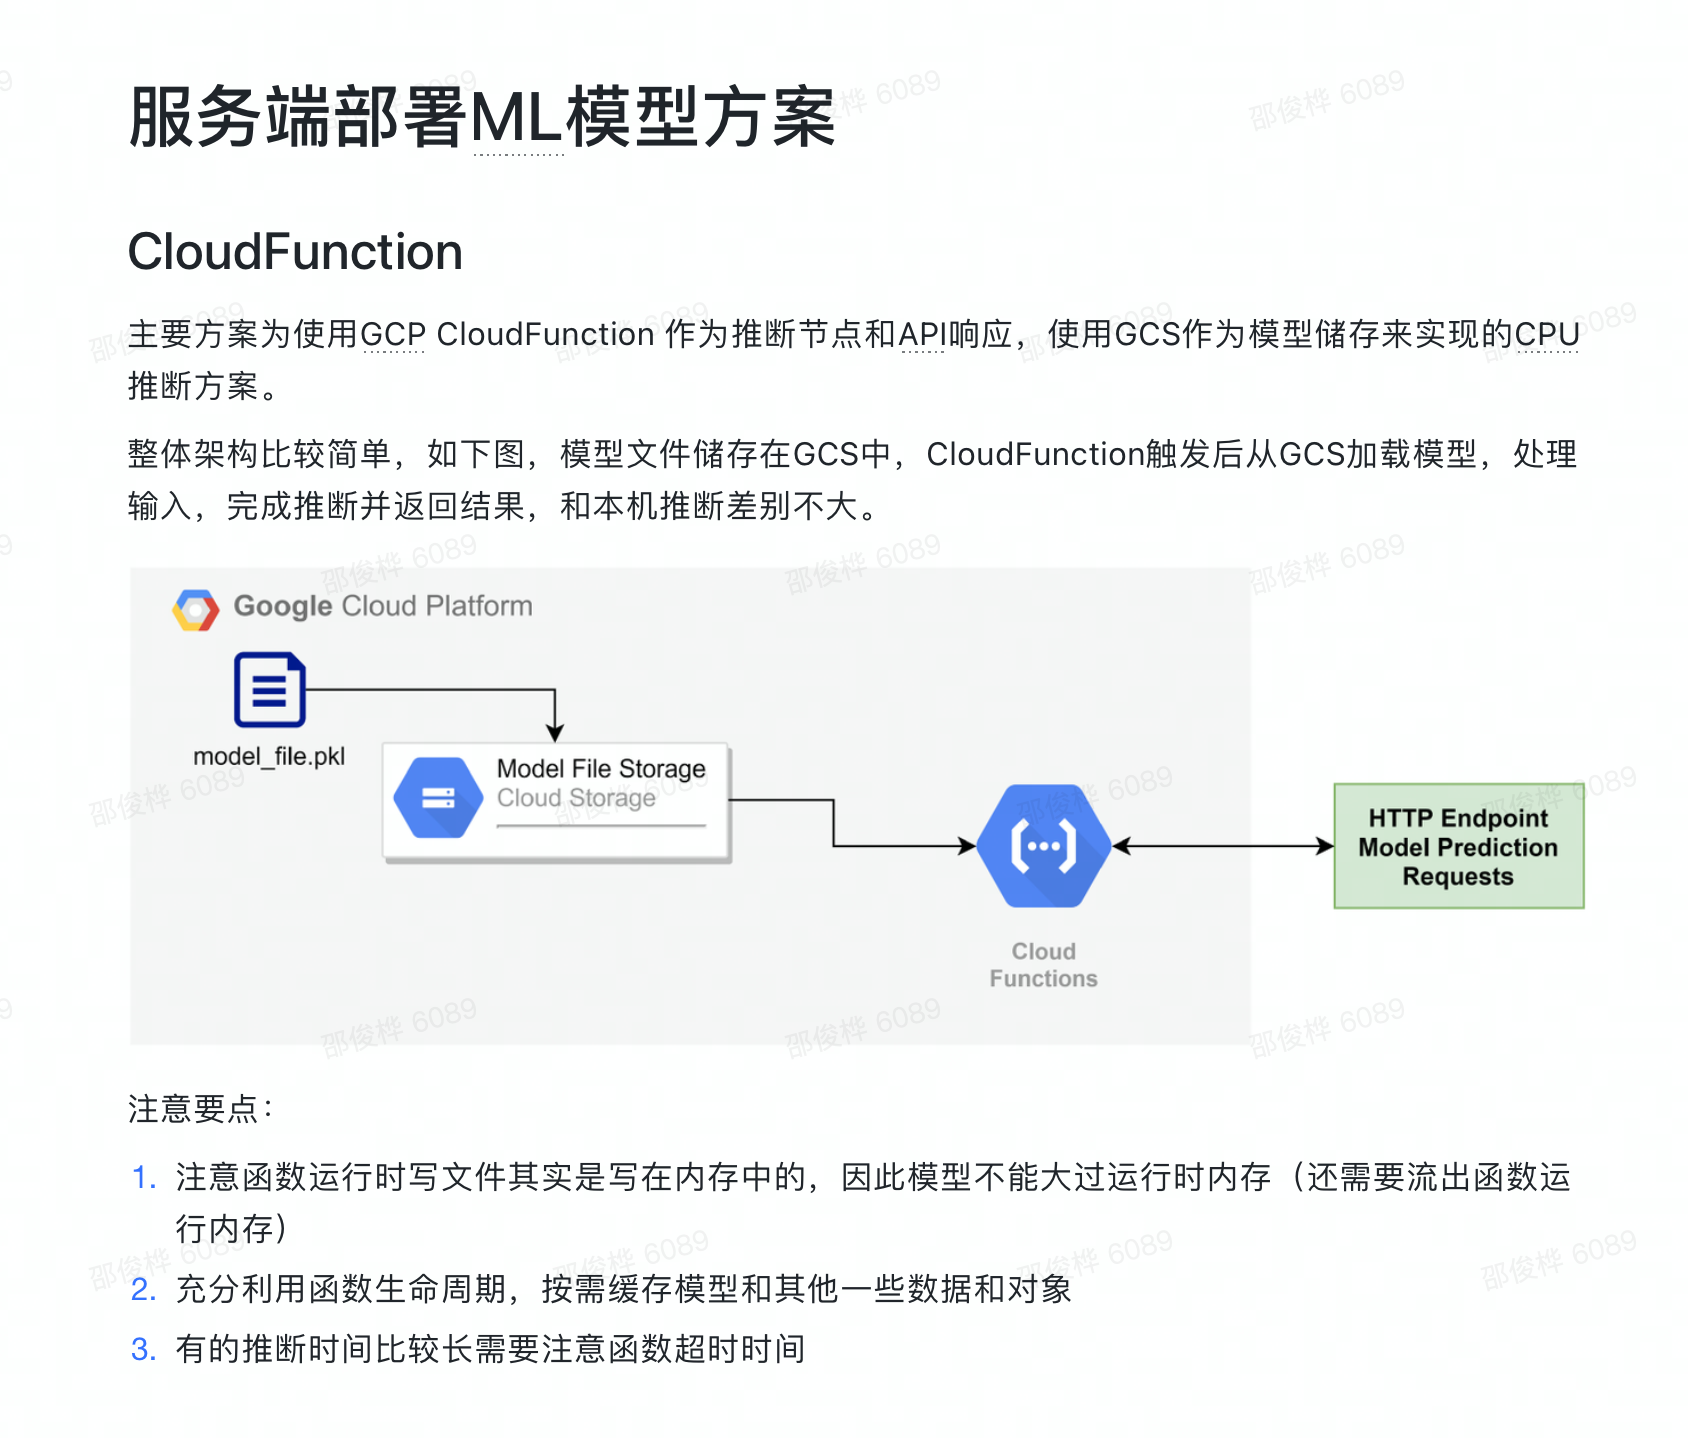 服务端部署ML模型方案
CloudFunction
主要方案为使用GCP CloudFunction 作为推断节点和API响应，使用GCS作为模型储存来实现的CPU
推断方案。
整体架构比较简单，如下图，模型文件储存在GCS中，CloudFunction触发后从GCS加载模型，处理
输入，完成推断并返回结果，和本机推断差别不大。
Google Cloud Platform
model_file.pkl
Model File Storage
Cloud Storage
HTTP Endpoint
Model Prediction
Requests
Cloud
Functions
注意要点：
1. 注意函数运行时写文件其实是写在内存中的，因此模型不能大过运行时内存（还需要流出函数运
行内存）
2. 充分利用函数生命周期，按需缓存模型和其他一些数据和对象
3. 有的推断时间比较长需要注意函数超时时间
邵俊桦 6089